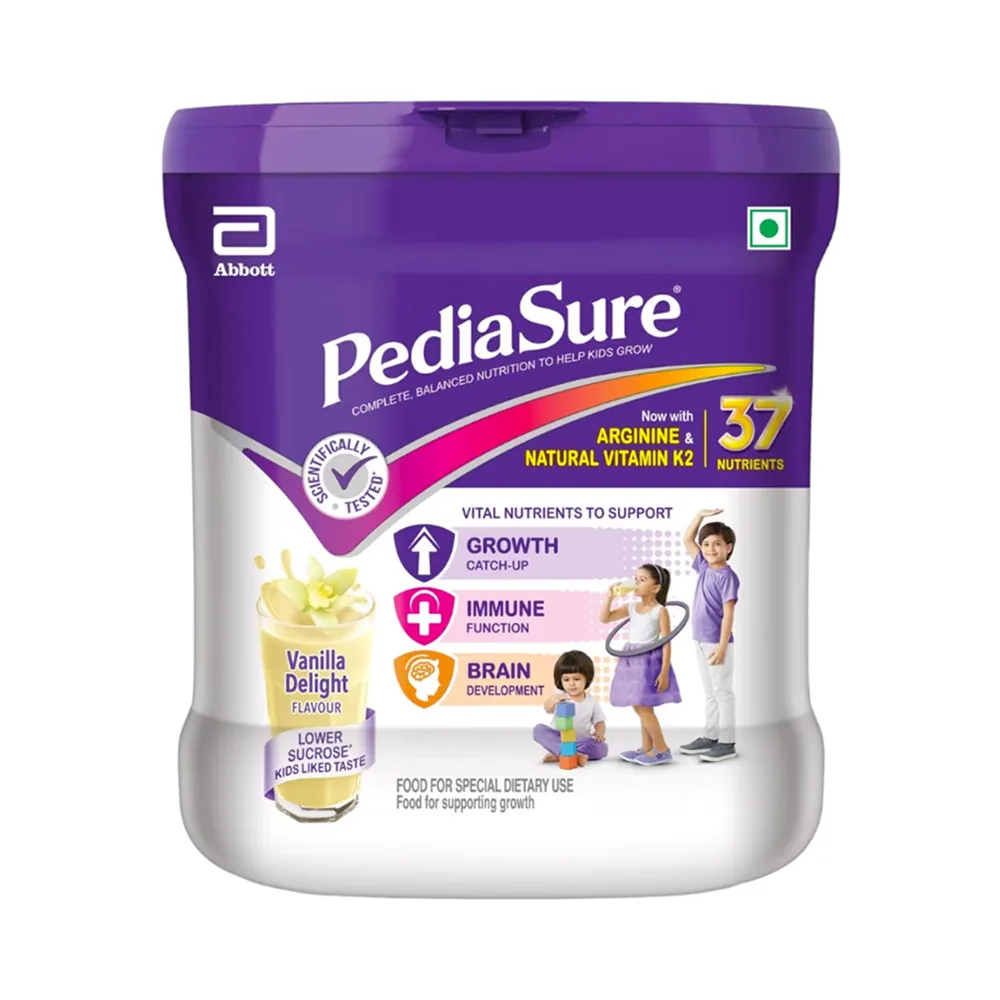 Abbott
PediaSure®
COMPLETE, BALANCED NUTRITION TO HELP KIDS GROW
Now with
ARGININE &
NATURAL VITAMIN K2
37
NUTRIENTS
SCIENTIFICALLY
TESTED
VITAL NUTRIENTS TO SUPPORT
GROWTH
CATCH-UP
IMMUNE
FUNCTION
BRAIN
DEVELOPMENT
Vanilla
Delight
FLAVOUR
LOWER
SUCROSE
KIDS LIKED TASTE
FOOD FOR SPECIAL DIETARY USE
Food for supporting growth